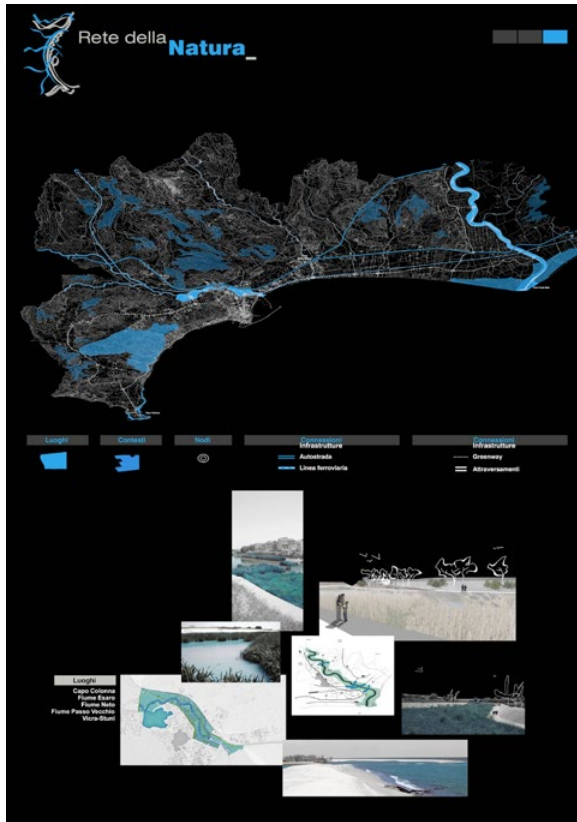 Rete della
Natura_
Luoghi
Contesti
Nodi
Connessioni
Infrastrutture
Autostrada
Linea ferroviaria
Connessioni
Infrastrutture
Greenway
Attraversamenti
Luoghi
Capo Colonna
Fiume Esaro
Fiume Neto
Fiume Passo Vecchio
Vicra-Stuni